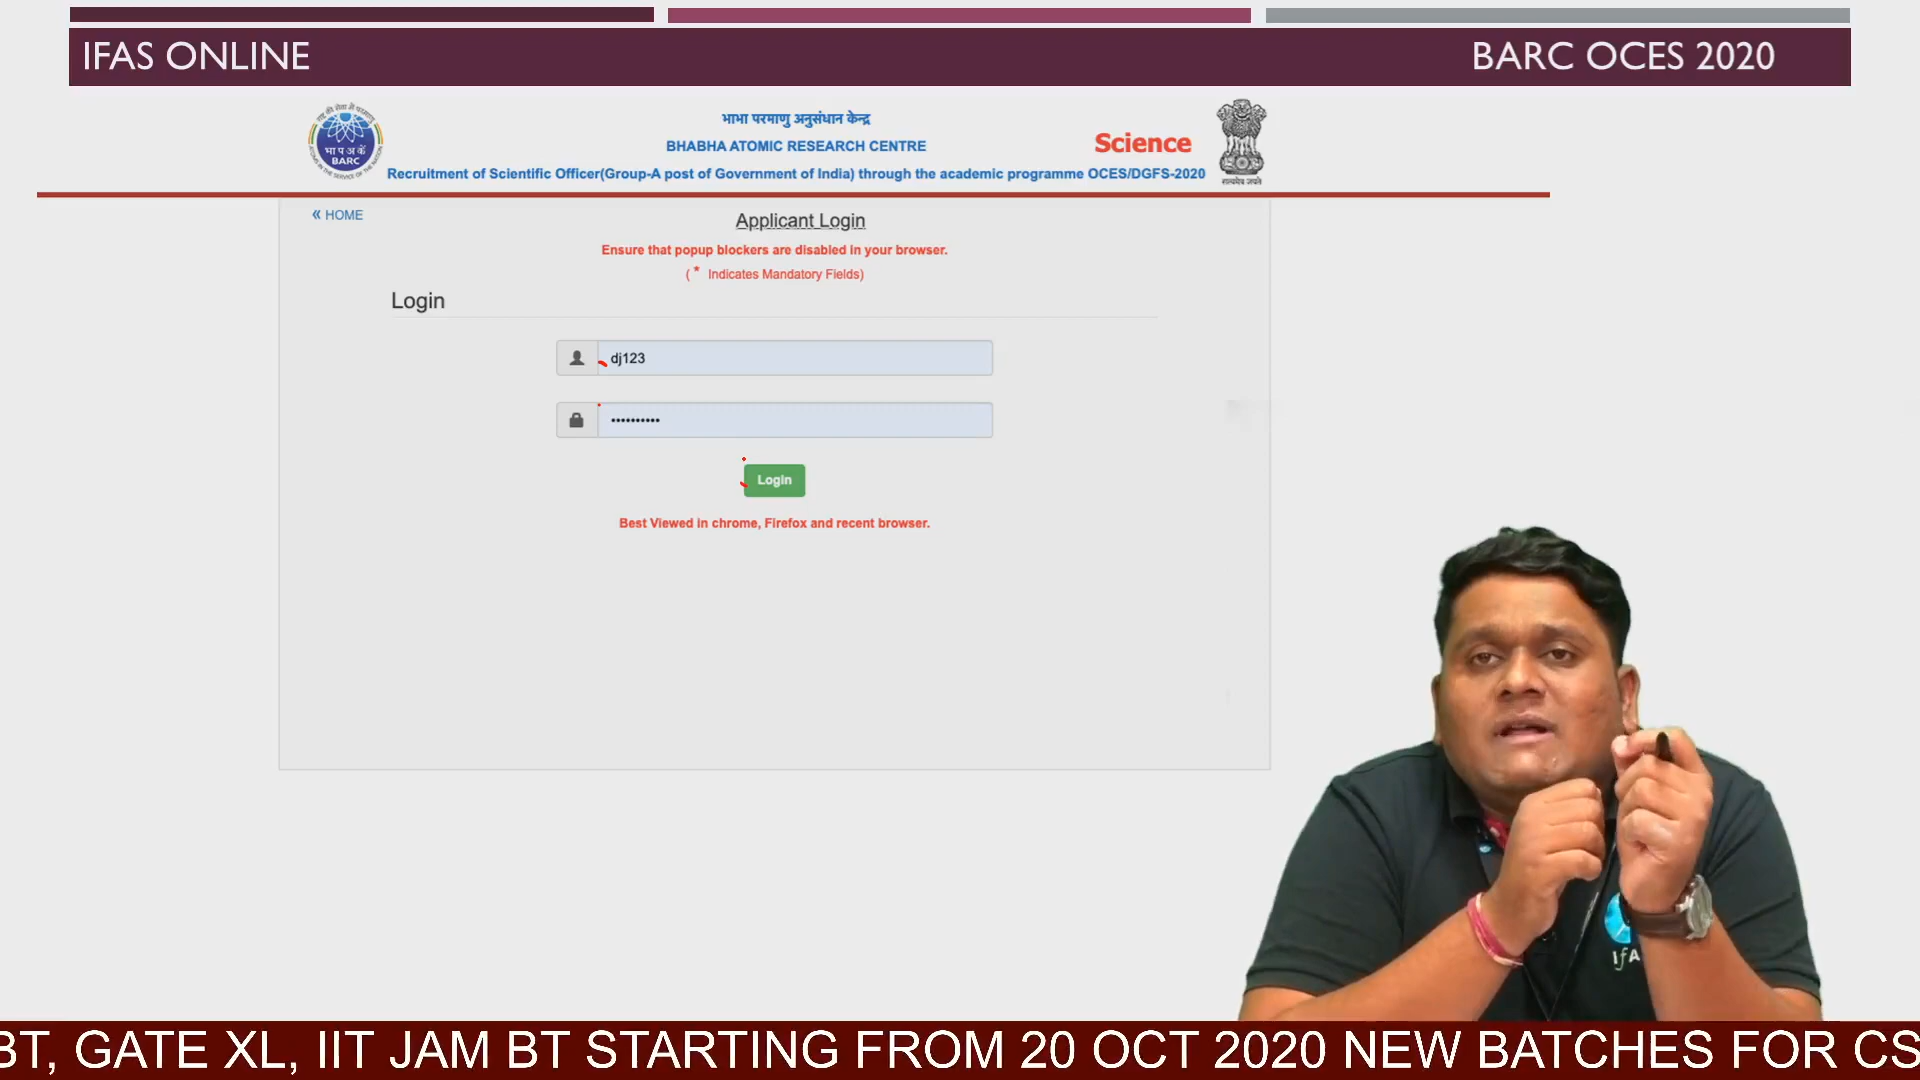 IFAS ONLINE
BARC OCES 2020
भा प अ कें
BARC
भाभा परमाणु अनुसंधान केन्द्र
BHABHA ATOMIC RESEARCH CENTRE
Science
Recruitment of Scientific Officer(Group-A post of Government of India) through the academic programme OCES/DGFS-2020
सत्यमेव जयते
« HOME
Applicant Login
Ensure that popup blockers are disabled in your browser.
( * Indicates Mandatory Fields)
Login
dj123
••••••••••
Login
Best Viewed in chrome, Firefox and recent browser.
BT, GATE XL, IIT JAM BT STARTING FROM 20 OCT 2020 NEW BATCHES FOR CS